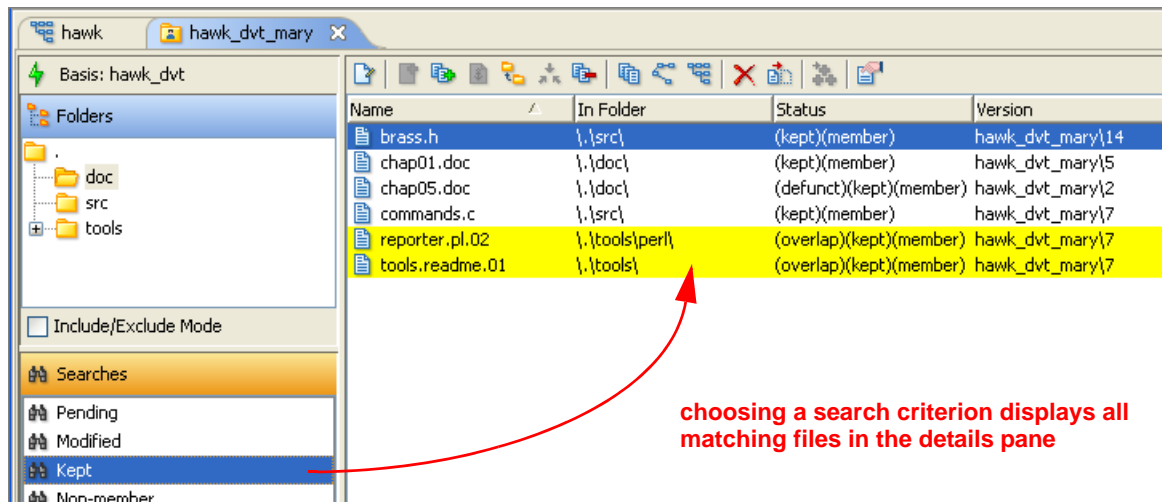 hawk hawk_dvt_mary
Basis: hawk_dvt
Folders
.
doc
src
tools
Include/Exclude Mode
Searches
Pending
Modified
Kept
Non-member
Name In Folder Status Version
brass.h \.\src\ (kept)(member) hawk_dvt_mary\14
chap01.doc \.\doc\ (kept)(member) hawk_dvt_mary\5
chap05.doc \.\doc\ (defunct)(kept)(member) hawk_dvt_mary\2
commands.c \.\src\ (kept)(member) hawk_dvt_mary\7
reporter.pl.02 \.\tools\perl\ (overlap)(kept)(member) hawk_dvt_mary\7
tools.readme.01 \.\tools\ (overlap)(kept)(member) hawk_dvt_mary\7
choosing a search criterion displays all
matching files in the details pane